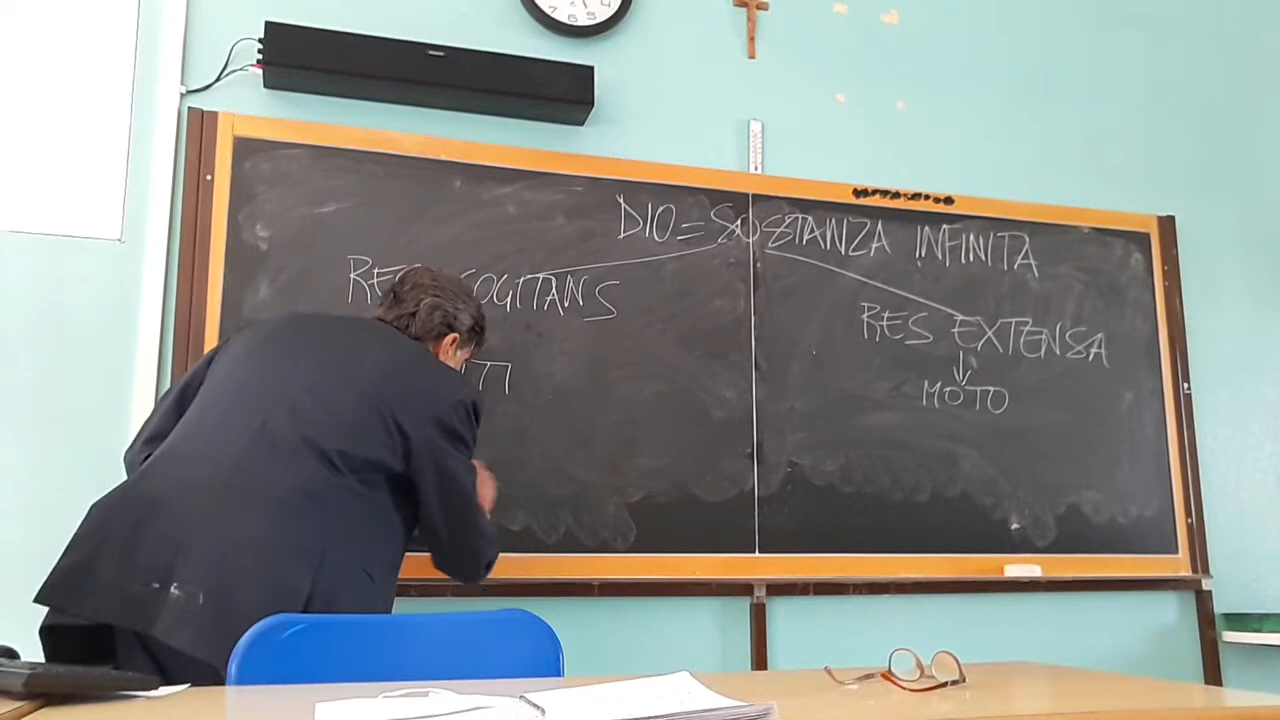 DIO = SOSTANZA INFINITA
RES COGITANS
RES EXTENSA
↓
MOTO